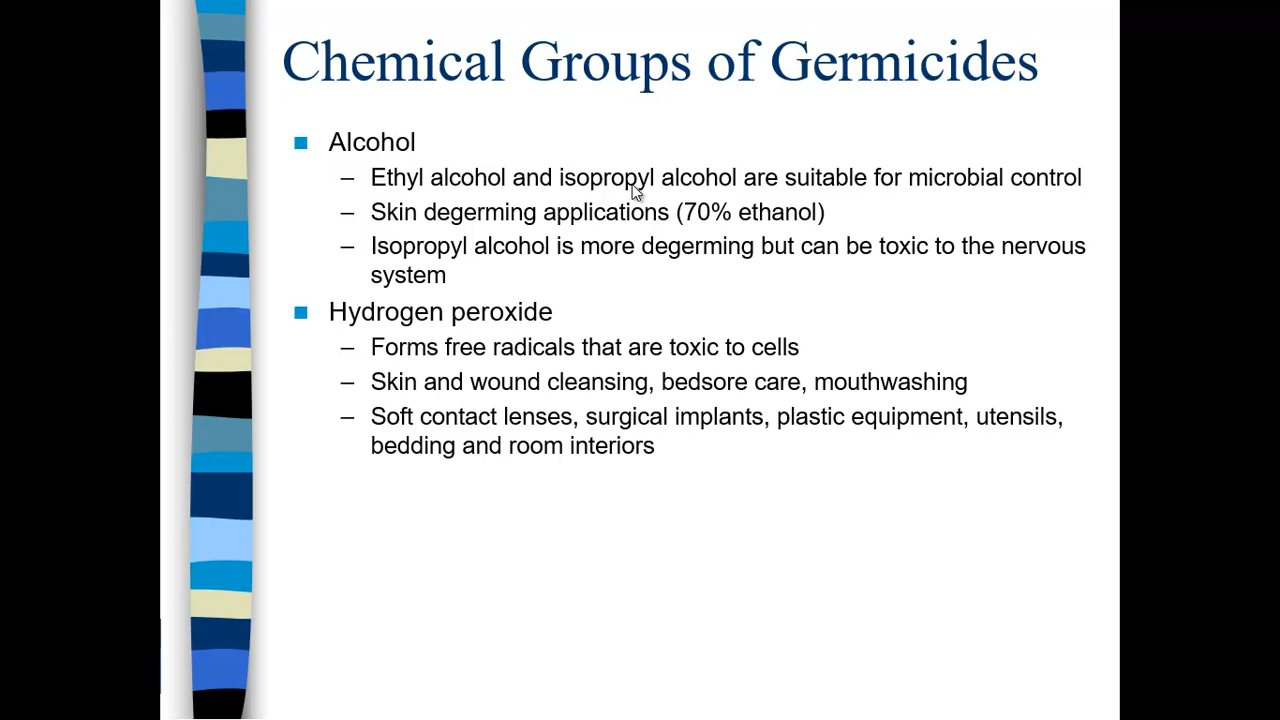 Chemical Groups of Germicides
■ Alcohol
– Ethyl alcohol and isopropyl alcohol are suitable for microbial control
– Skin degerming applications (70% ethanol)
– Isopropyl alcohol is more degerming but can be toxic to the nervous
system
■ Hydrogen peroxide
– Forms free radicals that are toxic to cells
– Skin and wound cleansing, bedsore care, mouthwashing
– Soft contact lenses, surgical implants, plastic equipment, utensils,
bedding and room interiors